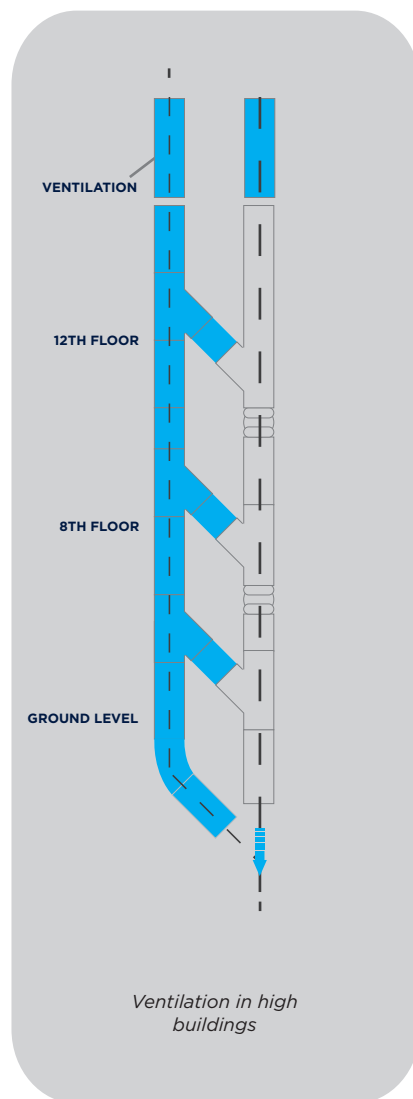 VENTILATION
12TH FLOOR
8TH FLOOR
GROUND LEVEL
Ventilation in high
buildings